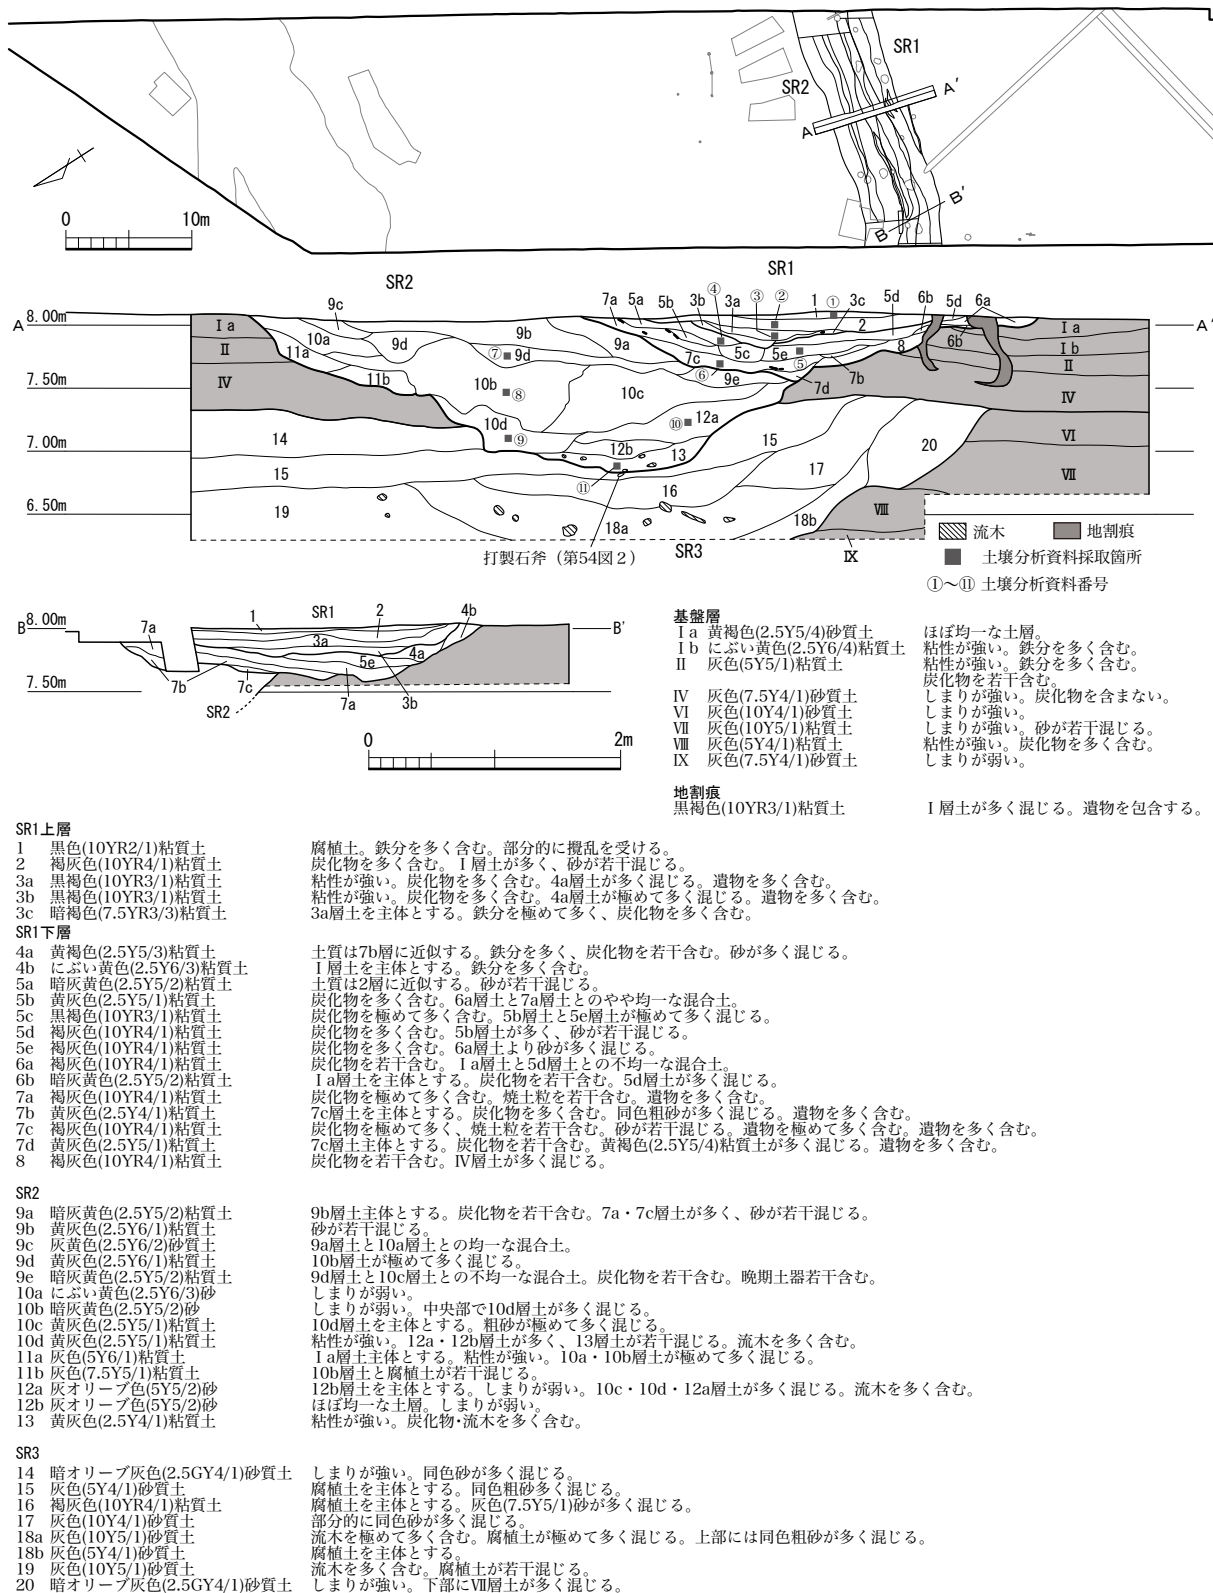 SR1
SR2
A
A'
B
B'
0 10m
SR2 SR1
A 8.00m A'
7.50m
7.00m
6.50m
Ⅰa Ⅱ Ⅳ
9c 10a 9d 11a 11b 9b 9d 9a 10b 10c 10d 12a 12b 13 9e
7a 5a 5b 3b 3a 1 3c 2 5d 6b 5d 6a 6b 5c 5e 8 7c 7b 7d
① ② ③ ④ ⑤ ⑥ ⑦ ⑧ ⑨ ⑩ ⑪
Ⅰa Ⅰb Ⅱ Ⅳ Ⅵ Ⅶ Ⅷ Ⅸ
14 15 19 16 18a 15 17 18b 20
打製石斧（第54図2）
SR3
流木 地割痕
土壌分析資料採取箇所
①～⑪ 土壌分析資料番号
B 8.00m B'
7.50m
7a 1 SR1 2 4b
3a 4a 5e
7b 7c 7a 3b
SR2
0 2m
基盤層
Ⅰa 黄褐色(2.5Y5/4)砂質土 ほぼ均一な土層。
Ⅰb にぶい黄色(2.5Y6/4)粘質土 粘性が強い。鉄分を多く含む。
Ⅱ 灰色(5Y5/1)粘質土 粘性が強い。鉄分を多く含む。
炭化物を若干含む。
Ⅳ 灰色(7.5Y4/1)砂質土 しまりが強い。炭化物を含まない。
Ⅵ 灰色(10Y4/1)砂質土 しまりが強い。
Ⅶ 灰色(10Y5/1)粘質土 しまりが強い。砂が若干混じる。
Ⅷ 灰色(5Y4/1)粘質土 粘性が強い。炭化物を多く含む。
Ⅸ 灰色(7.5Y4/1)砂質土 しまりが弱い。
地割痕
黒褐色(10YR3/1)粘質土 Ⅰ層土が多く混じる。遺物を包含する。
SR1上層
1 黒色(10YR2/1)粘質土 腐植土。鉄分を多く含む。部分的に攪乱を受ける。
2 褐灰色(10YR4/1)粘質土 炭化物を多く含む。Ⅰ層土が多く、砂が若干混じる。
3a 黒褐色(10YR3/1)粘質土 粘性が強い。炭化物を多く含む。4a層土が多く混じる。遺物を多く含む。
3b 黒褐色(10YR3/1)粘質土 粘性が強い。炭化物を多く含む。4a層土が極めて多く混じる。遺物を多く含む。
3c 暗褐色(7.5YR3/3)粘質土 3a層土を主体とする。鉄分を極めて多く、炭化物を多く含む。
SR1下層
4a 黄褐色(2.5Y5/3)粘質土 土質は7b層に近似する。鉄分を多く、炭化物を若干含む。砂が多く混じる。
4b にぶい黄色(2.5Y6/3)粘質土 Ⅰ層土を主体とする。鉄分を多く含む。
5a 暗灰黄色(2.5Y5/2)粘質土 土質は2層に近似する。砂が若干混じる。
5b 黄灰色(2.5Y5/1)粘質土 炭化物を多く含む。6a層土と7a層土とのやや均一な混合土。
5c 黒褐色(10YR3/1)粘質土 炭化物を極めて多く含む。5b層土と5e層土が極めて多く混じる。
5d 褐灰色(10YR4/1)粘質土 炭化物を多く含む。5b層土が多く、砂が若干混じる。
5e 褐灰色(10YR4/1)粘質土 炭化物を多く含む。6a層土より砂が多く混じる。
6a 褐灰色(10YR4/1)粘質土 炭化物を若干含む。Ⅰa層土と5d層土との不均一な混合土。
6b 暗灰黄色(2.5Y5/2)粘質土 Ⅰa層土を主体とする。炭化物を若干含む。5d層土が多く混じる。
7a 褐灰色(10YR4/1)粘質土 炭化物を極めて多く含む。焼土粒を若干含む。遺物を多く含む。
7b 黄灰色(2.5Y4/1)粘質土 7c層土を主体とする。炭化物を多く含む。同色粗砂が多く混じる。遺物を多く含む。
7c 褐灰色(10YR4/1)粘質土 炭化物を極めて多く、焼土粒を若干含む。砂が若干混じる。遺物を極めて多く含む。遺物を多く含む。
7d 黄灰色(2.5Y5/1)粘質土 7c層土主体とする。炭化物を若干含む。黄褐色(2.5Y5/4)粘質土が多く混じる。遺物を多く含む。
8 褐灰色(10YR4/1)粘質土 炭化物を若干含む。Ⅳ層土が多く混じる。
SR2
9a 暗灰黄色(2.5Y5/2)粘質土 9b層土主体とする。炭化物を若干含む。7a・7c層土が多く、砂が若干混じる。
9b 黄灰色(2.5Y6/1)粘質土 砂が若干混じる。
9c 灰黄色(2.5Y6/2)砂質土 9a層土と10a層土との均一な混合土。
9d 黄灰色(2.5Y6/1)粘質土 10b層土が極めて多く混じる。
9e 暗灰黄色(2.5Y5/2)粘質土 9d層土と10c層土との不均一な混合土。炭化物を若干含む。晩期土器若干含む。
10a にぶい黄色(2.5Y6/3)砂 しまりが弱い。
10b 暗灰黄色(2.5Y5/2)砂 しまりが弱い。中央部で10d層土が多く混じる。
10c 黄灰色(2.5Y5/1)粘質土 10d層土を主体とする。粗砂が極めて多く混じる。
10d 黄灰色(2.5Y5/1)粘質土 粘性が強い。12a・12b層土が多く、13層土が若干混じる。流木を多く含む。
11a 灰色(5Y6/1)粘質土 Ⅰa層土主体とする。粘性が強い。10a・10b層土が極めて多く混じる。
11b 灰色(7.5Y5/1)粘質土 10b層土と腐植土が若干混じる。
12a 灰オリーブ色(5Y5/2)砂 12b層土を主体とする。しまりが弱い。10c・10d・12a層土が多く混じる。流木を多く含む。
12b 灰オリーブ色(5Y5/2)砂 ほぼ均一な土層。しまりが弱い。
13 黄灰色(2.5Y4/1)粘質土 粘性が強い。炭化物・流木を多く含む。
SR3
14 暗オリーブ灰色(2.5GY4/1)砂質土 しまりが強い。同色砂が多く混じる。
15 灰色(5Y4/1)砂質土 腐植土を主体とする。同色粗砂多く混じる。
16 褐灰色(10YR4/1)粘質土 腐植土を主体とする。灰色(7.5Y5/1)砂が多く混じる。
17 灰色(10Y4/1)砂質土 部分的に同色砂が多く混じる。
18a 灰色(10Y5/1)砂質土 流木を極めて多く含む。腐植土が極めて多く混じる。上部には同色粗砂が多く混じる。
18b 灰色(5Y4/1)砂質土 腐植土を主体とする。
19 灰色(10Y5/1)砂質土 流木を多く含む。腐植土が若干混じる。
20 暗オリーブ灰色(2.5GY4/1)砂質土 しまりが強い。下部にⅦ層土が多く混じる。